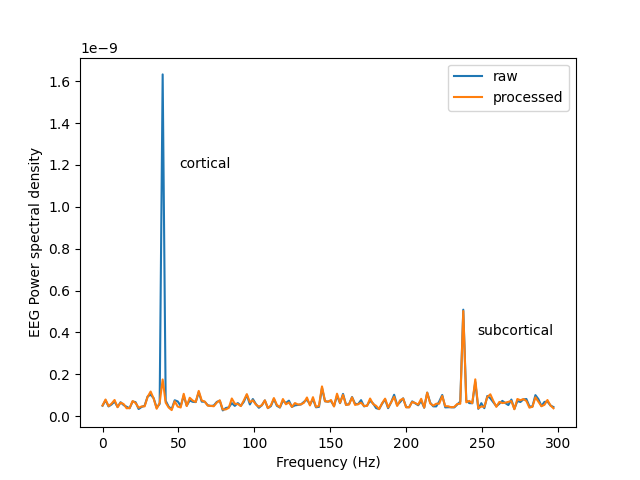 1e−9
1.6
1.4
1.2
1.0
0.8
0.6
0.4
0.2
0.0
EEG Power spectral density
raw
processed
cortical
subcortical
0 50 100 150 200 250 300
Frequency (Hz)